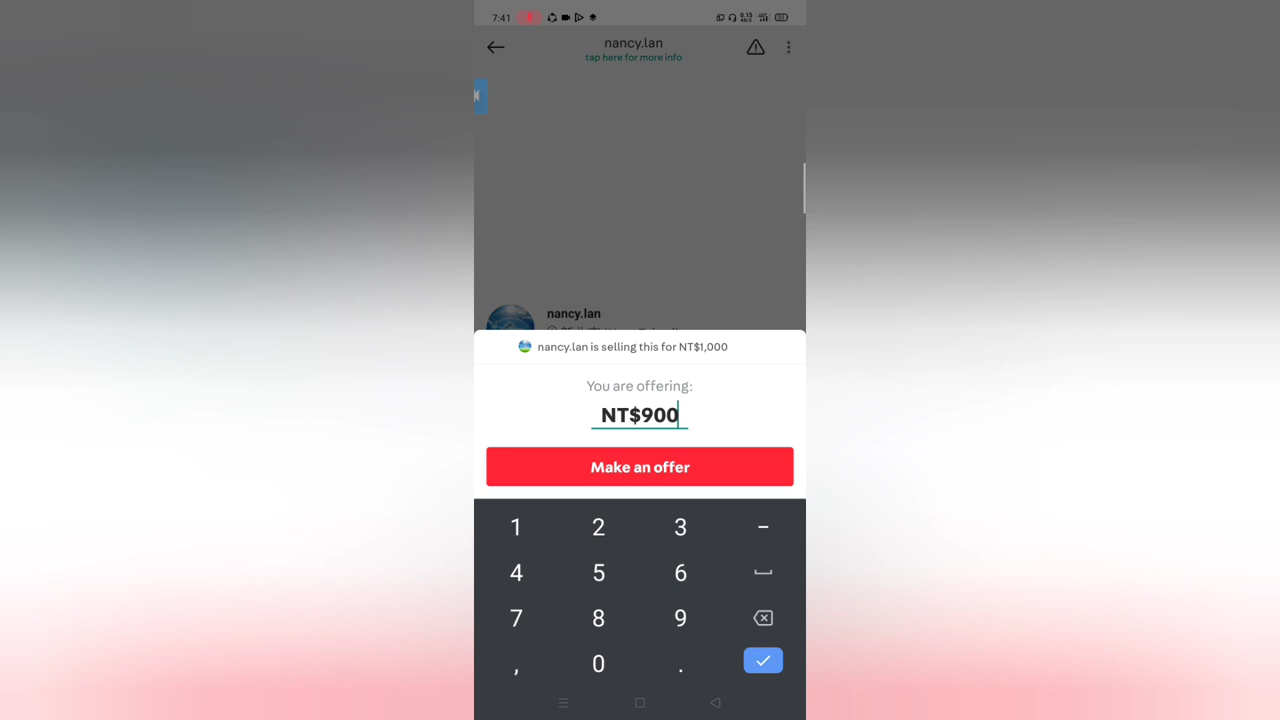 7:41
nancy.lan
tap here for more info
nancy.lan
nancy.lan is selling this for NT$1,000
You are offering:
NT$900
Make an offer
1 2 3 -
4 5 6
7 8 9
, 0 .